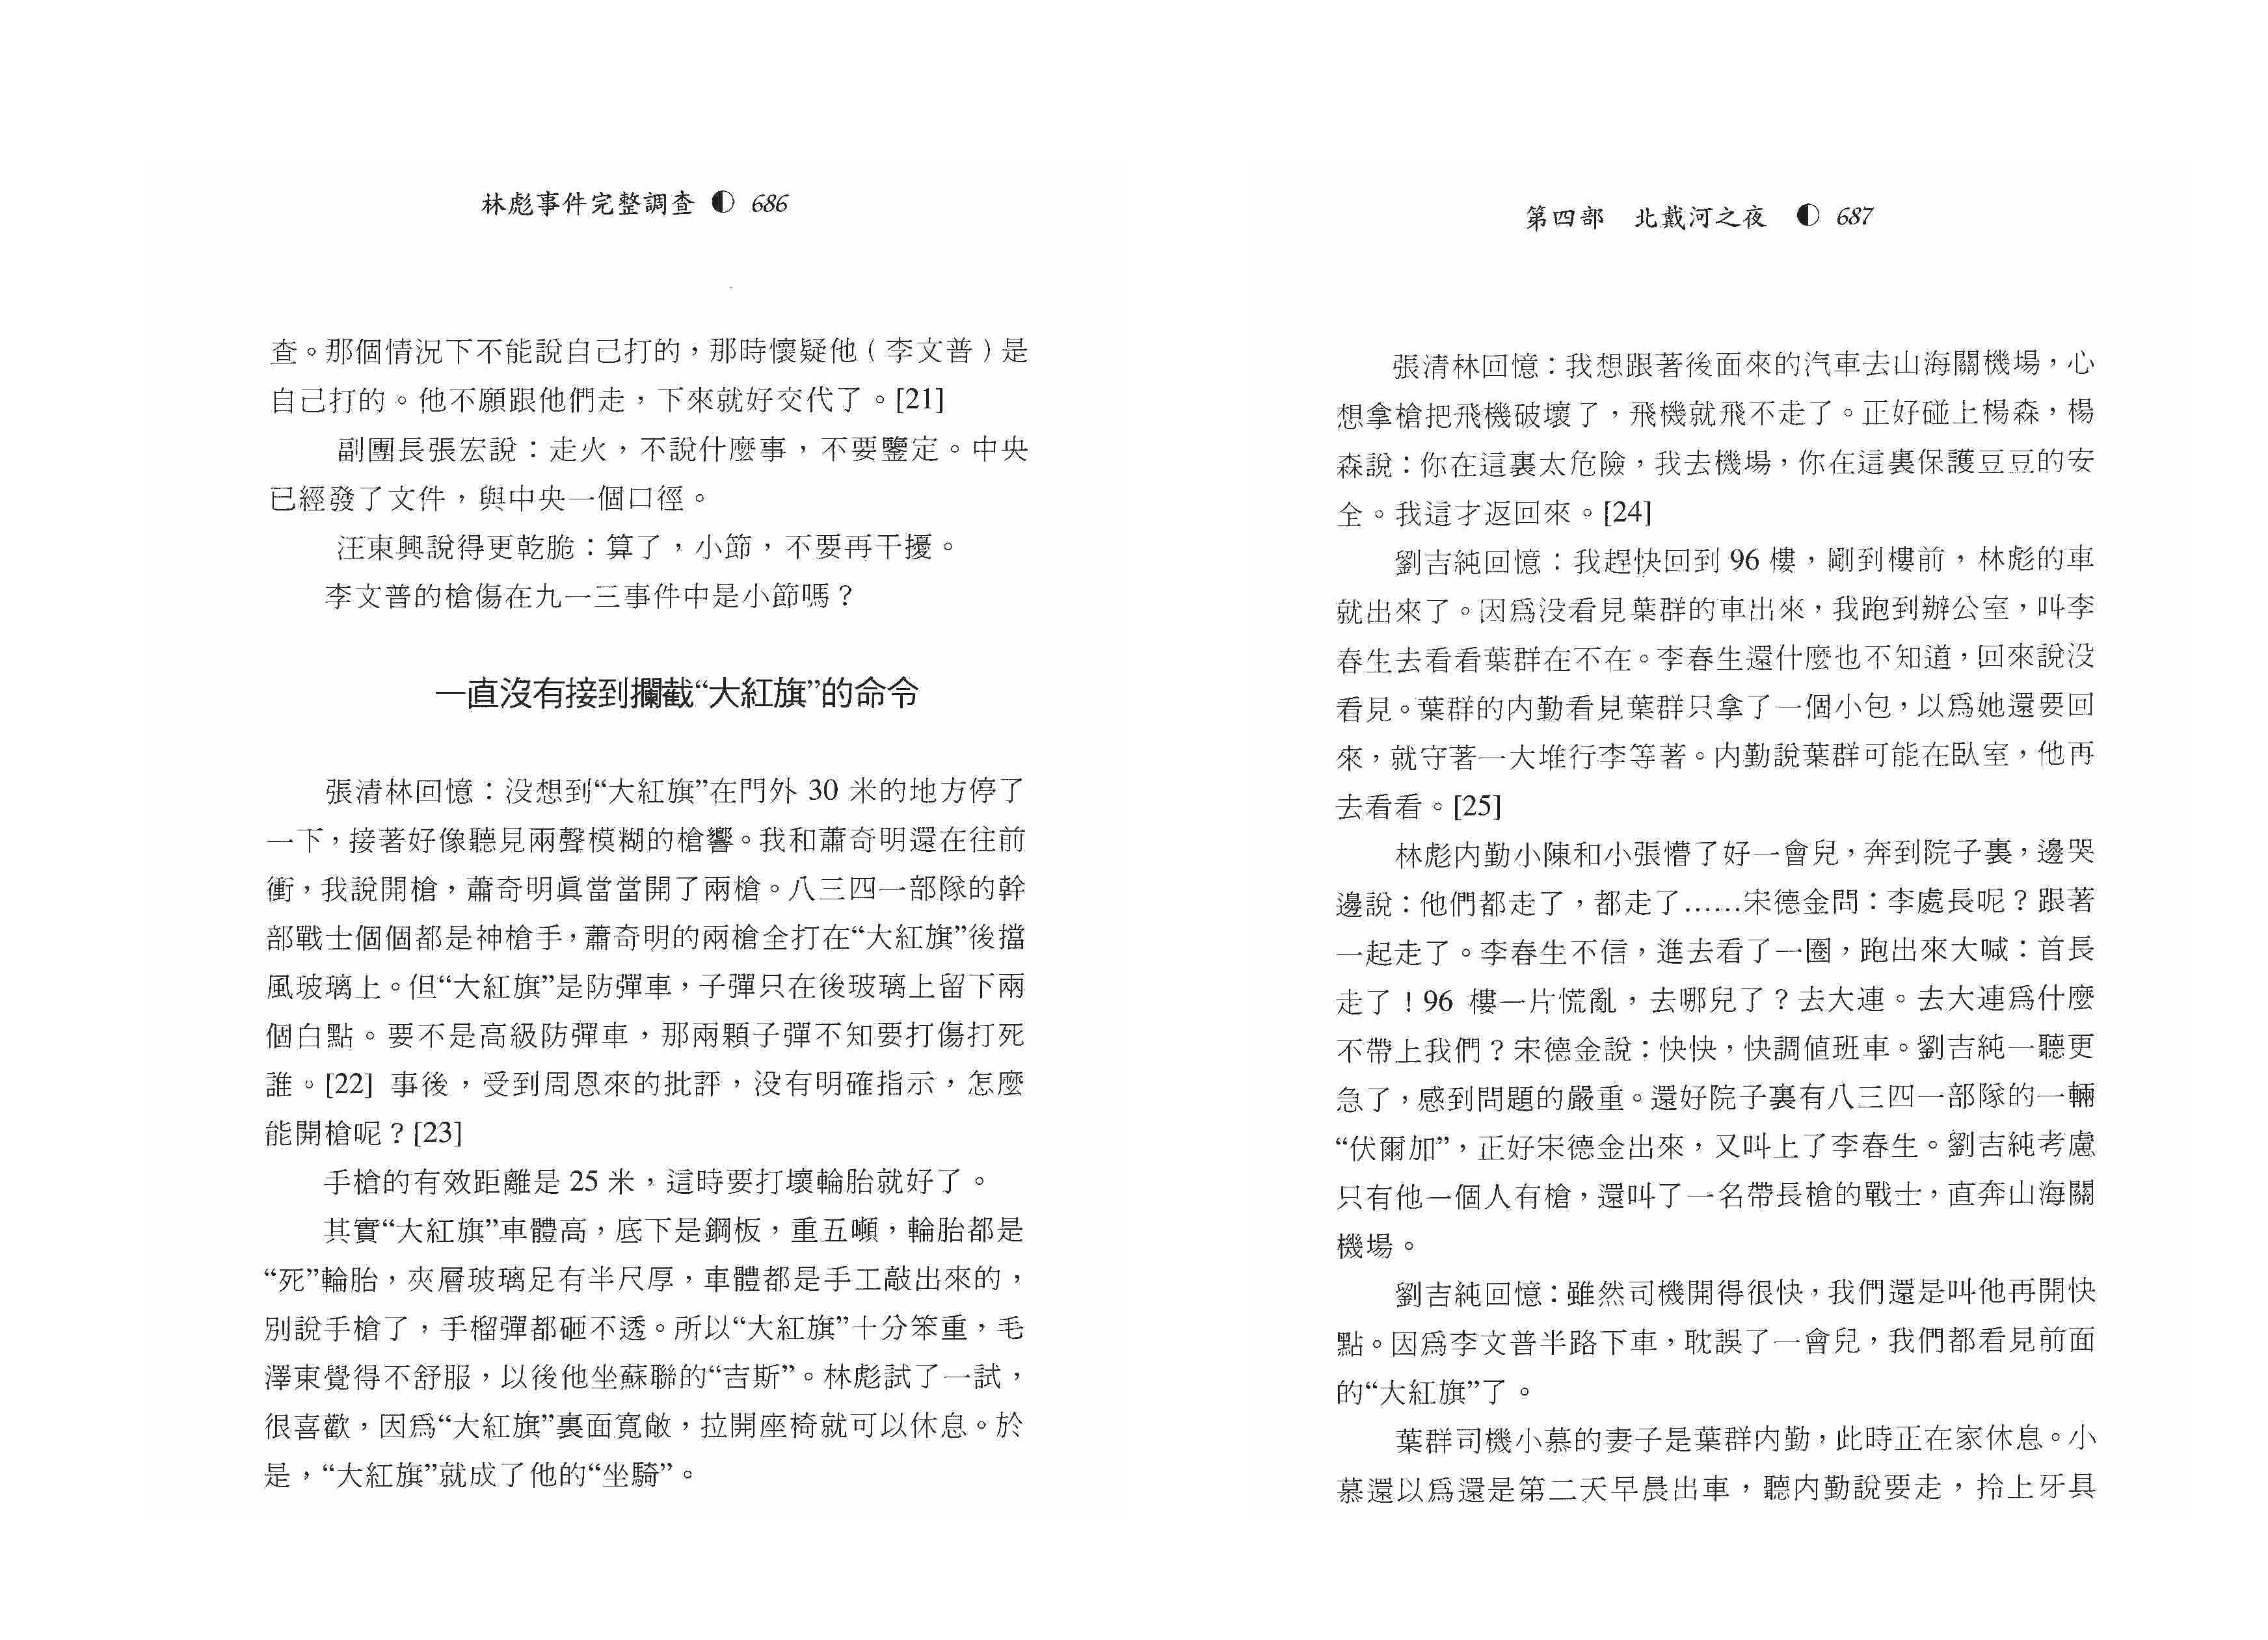 林彪事件完整調查 ◐ 686
查。那個情況下不能說自己打的，那時懷疑他（李文普）是
自己打的。他不願跟他們走，下來就好交代了。[21]
副團長張宏說：走火，不說什麼事，不要鑒定。中央
已經發了文件，與中央一個口徑。
汪東興說得更乾脆：算了，小節，不要再干擾。
李文普的槍傷在九一三事件中是小節嗎？
一直沒有接到攔截“大紅旗”的命令
張清林回憶：没想到“大紅旗”在門外 30 米的地方停了
一下，接著好像聽見兩聲模糊的槍響。我和蕭奇明還在往前
衝，我說開槍，蕭奇明真當當開了兩槍。八三四一部隊的幹
部戰士個個都是神槍手，蕭奇明的兩槍全打在“大紅旗”後擋
風玻璃上。但“大紅旗”是防彈車，子彈只在後玻璃上留下兩
個白點。要不是高級防彈車，那兩顆子彈不知要打傷打死
誰。[22] 事後，受到周恩來的批評，没有明確指示，怎麼
能開槍呢？[23]
手槍的有效距離是 25 米，這時要打壞輪胎就好了。
其實“大紅旗”車體高，底下是鋼板，重五噸，輪胎都是
“死”輪胎，夾層玻璃足有半尺厚，車體都是手工敲出來的，
別說手槍了，手榴彈都砸不透。所以“大紅旗”十分笨重，毛
澤東覺得不舒服，以後他坐蘇聯的“吉斯”。林彪試了一試，
很喜歡，因爲“大紅旗”裏面寬敞，拉開座椅就可以休息。於
是，“大紅旗”就成了他的“坐騎”。
第四部 北戴河之夜 ◐ 687
張清林回憶：我想跟著後面來的汽車去山海關機場，心
想拿槍把飛機破壞了，飛機就飛不走了。正好碰上楊森，楊
森說：你在這裏太危險，我去機場，你在這裏保護豆豆的安
全。我這才返回來。[24]
劉吉純回憶：我趕快回到 96 樓，剛到樓前，林彪的車
就出來了。因爲没看見葉群的車出來，我跑到辦公室，叫李
春生去看看葉群在不在。李春生還什麼也不知道，回來說没
看見。葉群的内勤看見葉群只拿了一個小包，以爲她還要回
來，就守著一大堆行李等著。内勤說葉群可能在臥室，他再
去看看。[25]
林彪内勤小陳和小張懵了好一會兒，奔到院子裏，邊哭
邊說：他們都走了，都走了……宋德金問：李處長呢？跟著
一起走了。李春生不信，進去看了一圈，跑出來大喊：首長
走了！96 樓一片慌亂，去哪兒了？去大連。去大連爲什麼
不帶上我們？宋德金說：快快，快調值班車。劉吉純一聽更
急了，感到問題的嚴重。還好院子裏有八三四一部隊的一輛
“伏爾加”，正好宋德金出來，又叫上了李春生。劉吉純考慮
只有他一個人有槍，還叫了一名帶長槍的戰士，直奔山海關
機場。
劉吉純回憶：雖然司機開得很快，我們還是叫他再開快
點。因爲李文普半路下車，耽誤了一會兒，我們都看見前面
的“大紅旗”了。
葉群司機小慕的妻子是葉群内勤，此時正在家休息。小
慕還以爲還是第二天早晨出車，聽内勤說要走，拎上牙具